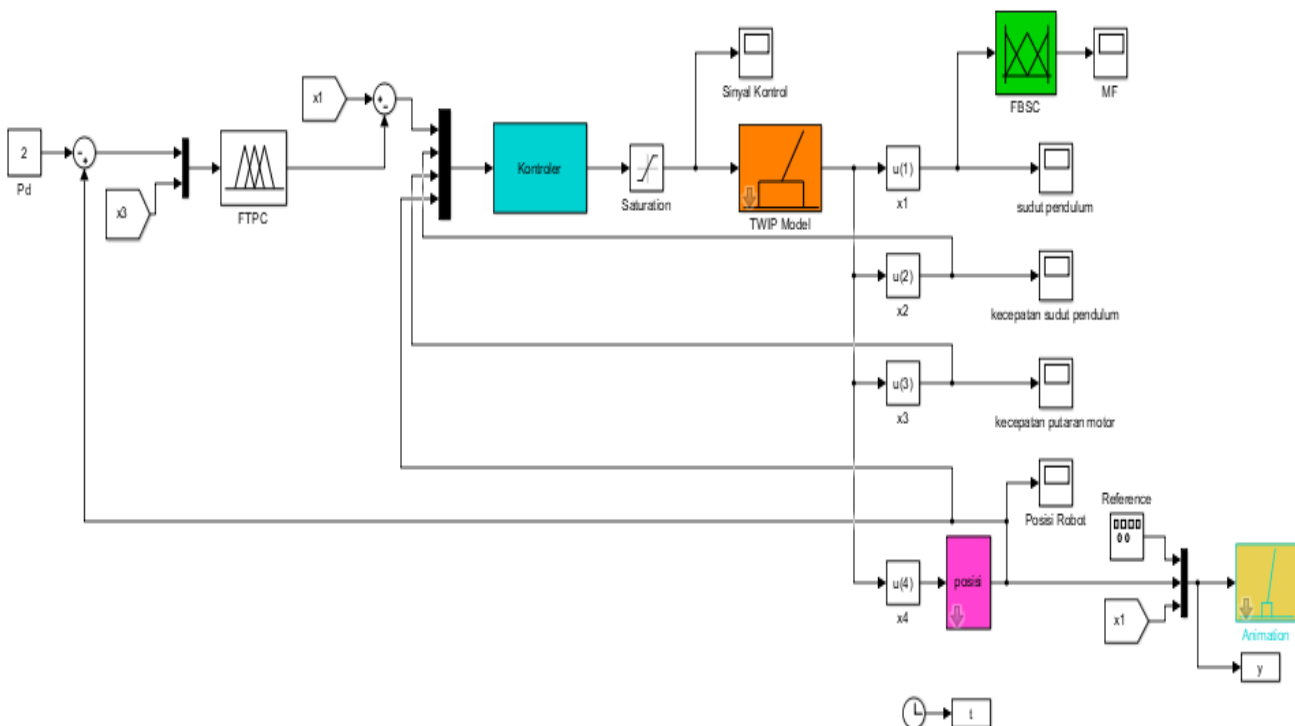 Sinyal Kontrol
FBSC
MF
x1
2
Pd
x3
FTPC
Kontroler
Saturation
TWIP Model
u(1)
x1
sudut pendulum
u(2)
x2
kecepatan sudut pendulum
u(3)
x3
kecepatan putaran motor
Posisi Robot
Reference
u(4)
x4
posisi
x1
Animation
y
t